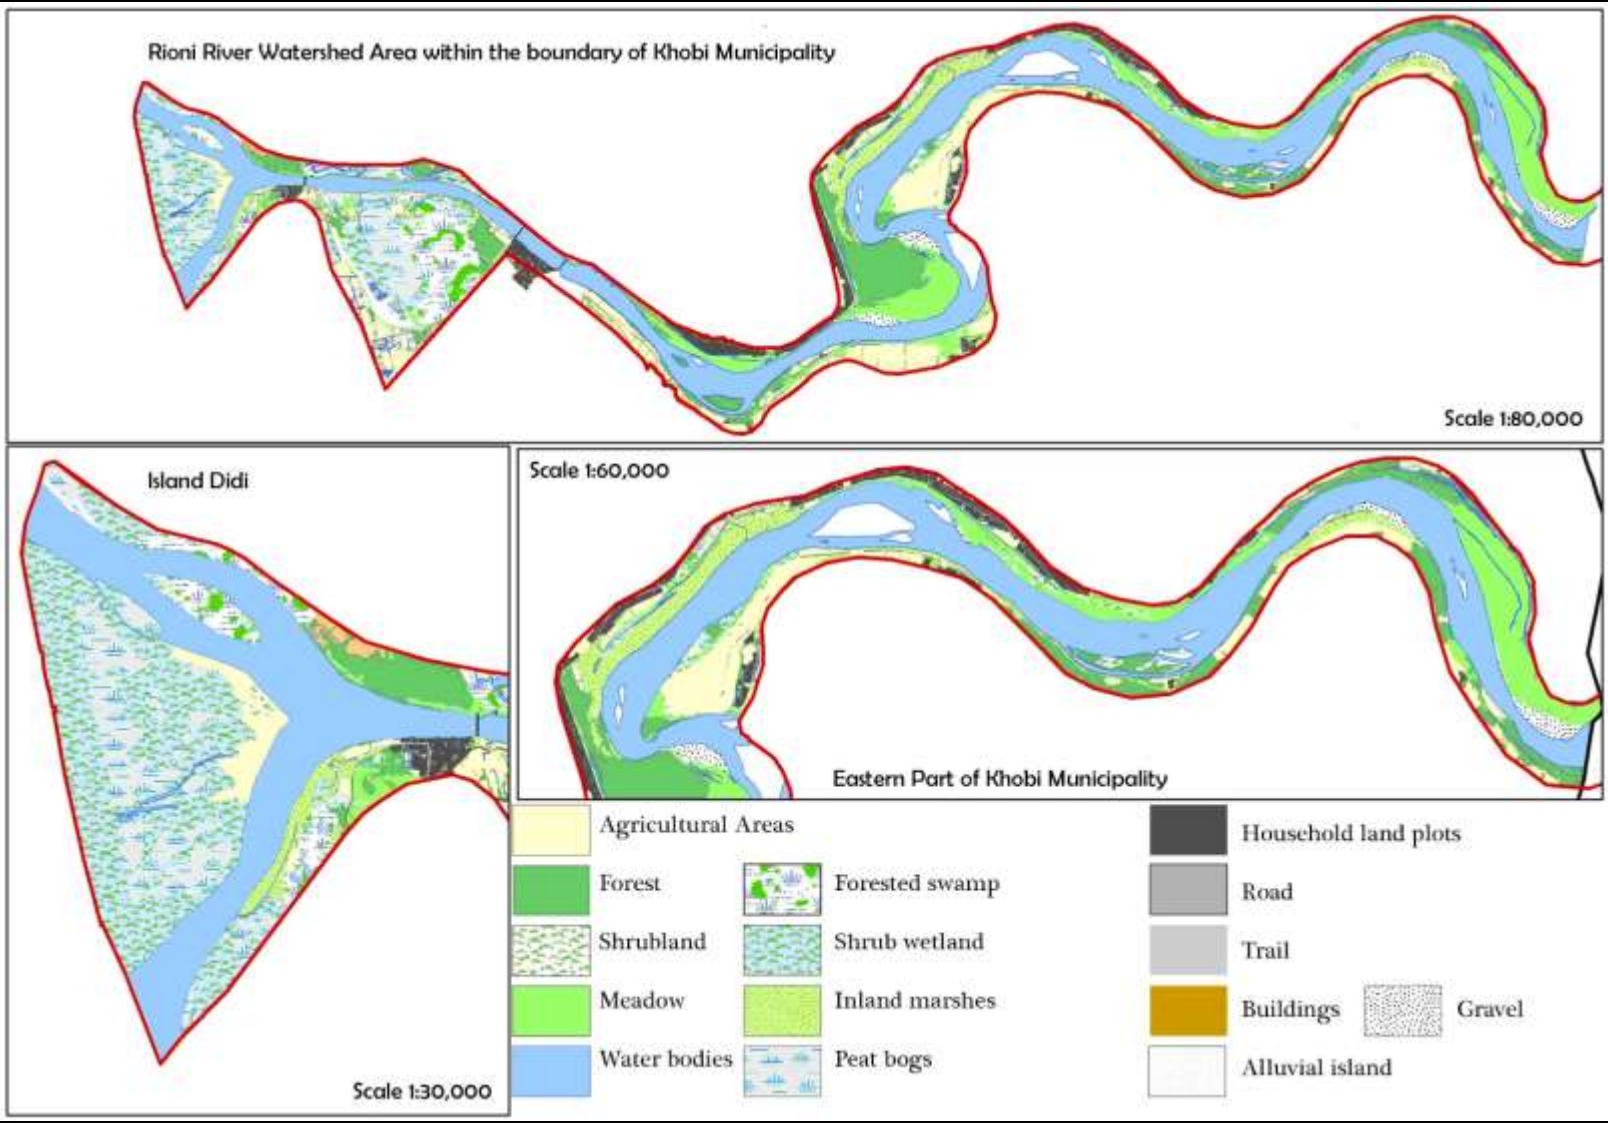 Rioni River Watershed Area within the boundary of Khobi Municipality
Scale 1:80,000
Island Didi
Scale 1:30,000
Scale 1:60,000
Eastern Part of Khobi Municipality
Agricultural Areas
Forest
Shrubland
Meadow
Water bodies
Forested swamp
Shrub wetland
Inland marshes
Peat bogs
Household land plots
Road
Trail
Buildings
Gravel
Alluvial island